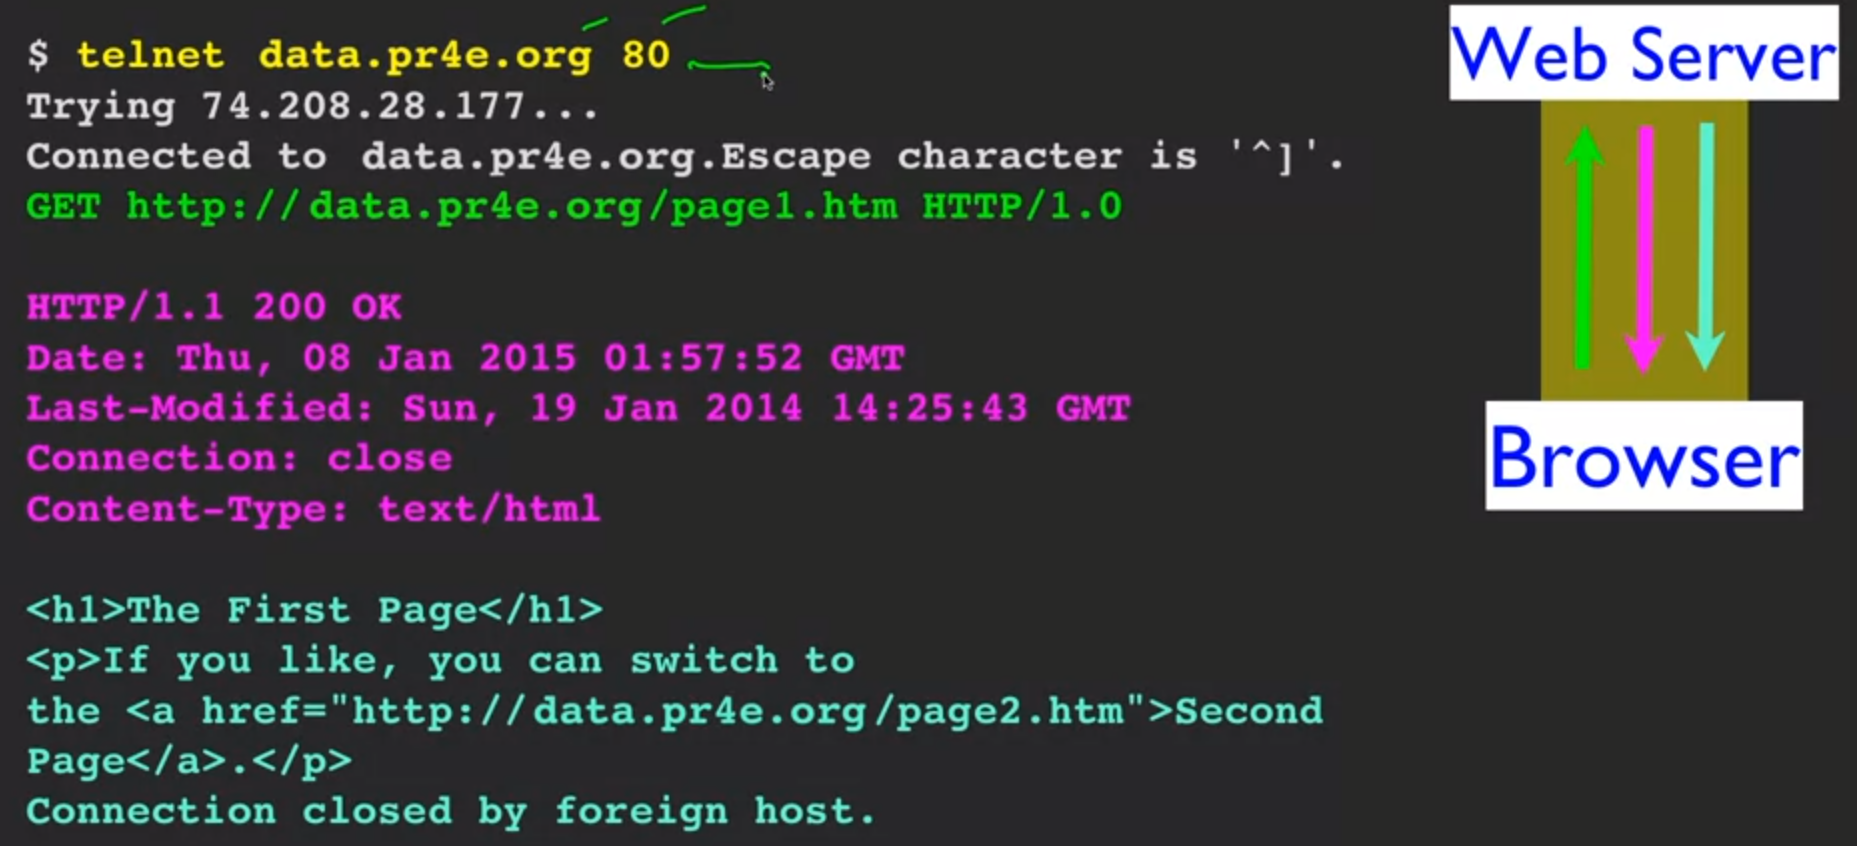 $ telnet data.pr4e.org 80
Trying 74.208.28.177...
Connected to data.pr4e.org.Escape character is '^]'.
GET http://data.pr4e.org/page1.htm HTTP/1.0
HTTP/1.1 200 OK
Date: Thu, 08 Jan 2015 01:57:52 GMT
Last-Modified: Sun, 19 Jan 2014 14:25:43 GMT
Connection: close
Content-Type: text/html
<h1>The First Page</h1>
<p>If you like, you can switch to
the <a href="http://data.pr4e.org/page2.htm">Second
Page</a>.</p>
Connection closed by foreign host.
Web Server
Browser